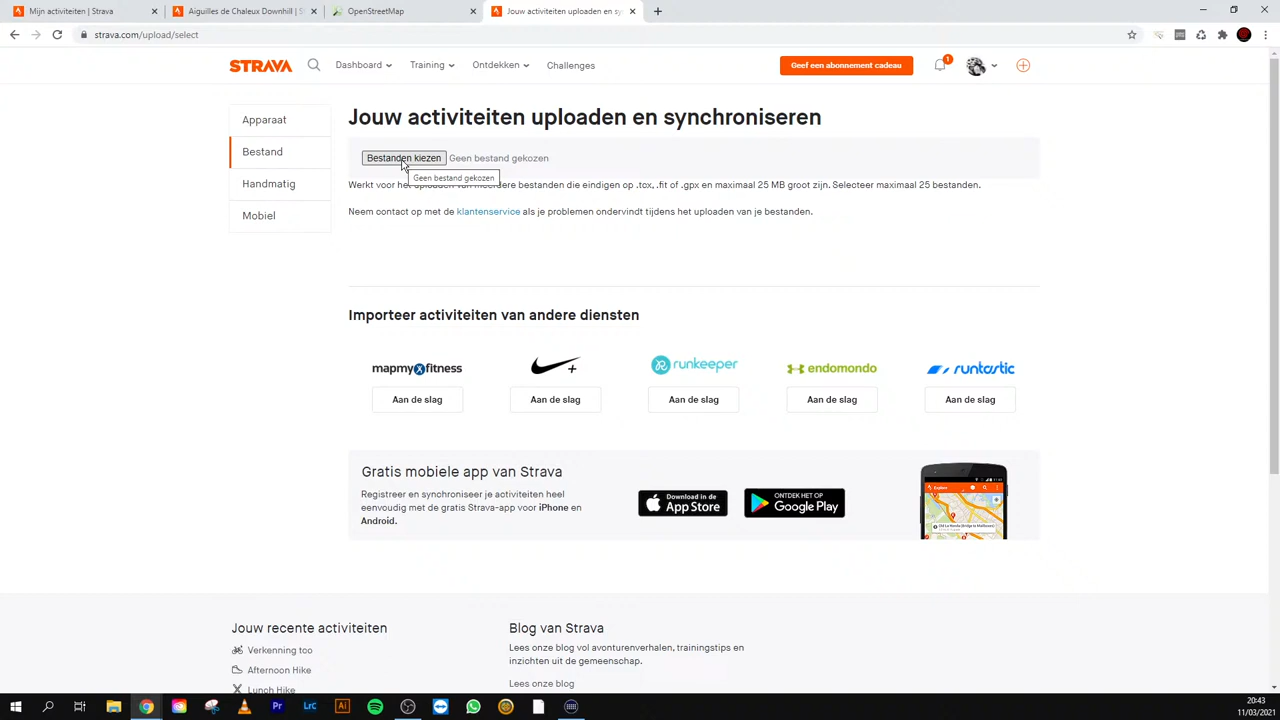 Mijn activiteiten | Strava
Aiguilles de Chaleux Downhill | S
OpenStreetMap
Jouw activiteiten uploaden en sy
strava.com/upload/select
STRAVA
Dashboard
Training
Ontdekken
Challenges
Geef een abonnement cadeau
1
Apparaat
Bestand
Handmatig
Mobiel
Jouw activiteiten uploaden en synchroniseren
Bestanden kiezen
Geen bestand gekozen
Geen bestand gekozen
Werkt voor het uploaden van meerdere bestanden die eindigen op .tcx, .fit of .gpx en maximaal 25 MB groot zijn. Selecteer maximaal 25 bestanden.
Neem contact op met de klantenservice als je problemen ondervindt tijdens het uploaden van je bestanden.
Importeer activiteiten van andere diensten
mapmyfitness
runkeeper
endomondo
runtastic
Aan de slag
Aan de slag
Aan de slag
Aan de slag
Aan de slag
Gratis mobiele app van Strava
Registreer en synchroniseer je activiteiten heel
eenvoudig met de gratis Strava-app voor iPhone en
Android.
Download in de
App Store
ONTDEK HET OP
Google Play
Explore
Jouw recente activiteiten
Verkenning too
Afternoon Hike
Lunch Hike
Blog van Strava
Lees onze blog vol avonturenverhalen, trainingstips en
inzichten uit de gemeenschap.
Lees onze blog
Pr
LrC
Ai
20:43
11/03/2021